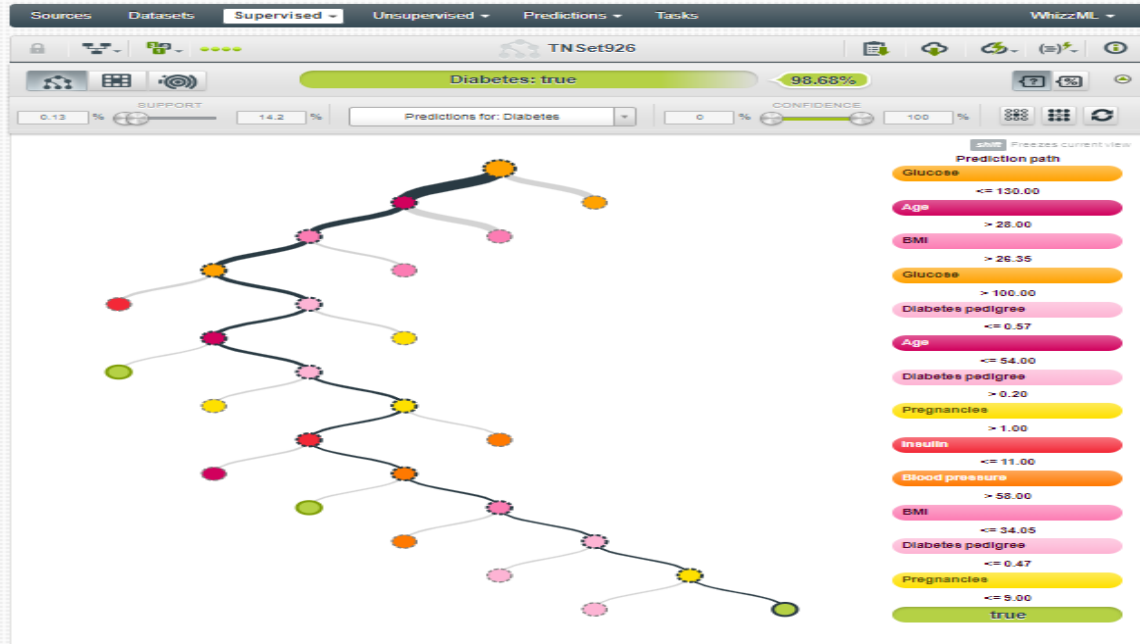 Sources Datasets Supervised Unsupervised Predictions Tasks WhizzML
TNSet926
Diabetes: true 98.68%
SUPPORT CONFIDENCE
0.13 % 14.2 % Predictions for: Diabetes 0 % 100 %
shift Freezes current view
Prediction path
Glucose
<= 130.00
Age
> 28.00
BMI
> 26.35
Glucose
> 100.00
Diabetes pedigree
<= 0.57
Age
<= 54.00
Diabetes pedigree
> 0.20
Pregnancies
> 1.00
Insulin
<= 11.00
Blood pressure
> 58.00
BMI
<= 34.05
Diabetes pedigree
<= 0.47
Pregnancies
<= 9.00
true